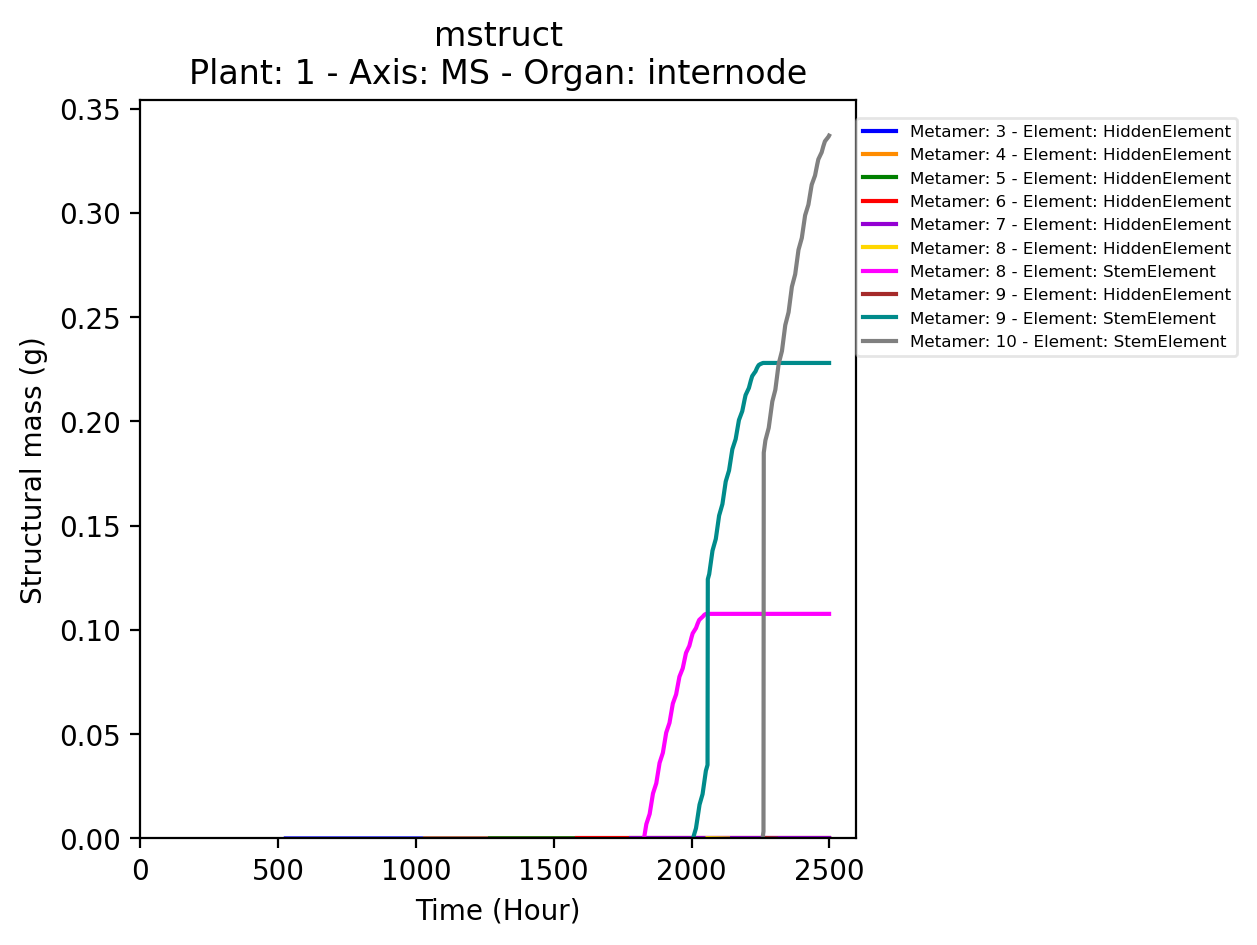 mstruct
Plant: 1 - Axis: MS - Organ: internode
0.35
0.30
0.25
0.20
0.15
0.10
0.05
0.00
Structural mass (g)
0
500
1000
1500
2000
2500
Time (Hour)
Metamer: 3 - Element: HiddenElement
Metamer: 4 - Element: HiddenElement
Metamer: 5 - Element: HiddenElement
Metamer: 6 - Element: HiddenElement
Metamer: 7 - Element: HiddenElement
Metamer: 8 - Element: HiddenElement
Metamer: 8 - Element: StemElement
Metamer: 9 - Element: HiddenElement
Metamer: 9 - Element: StemElement
Metamer: 10 - Element: StemElement